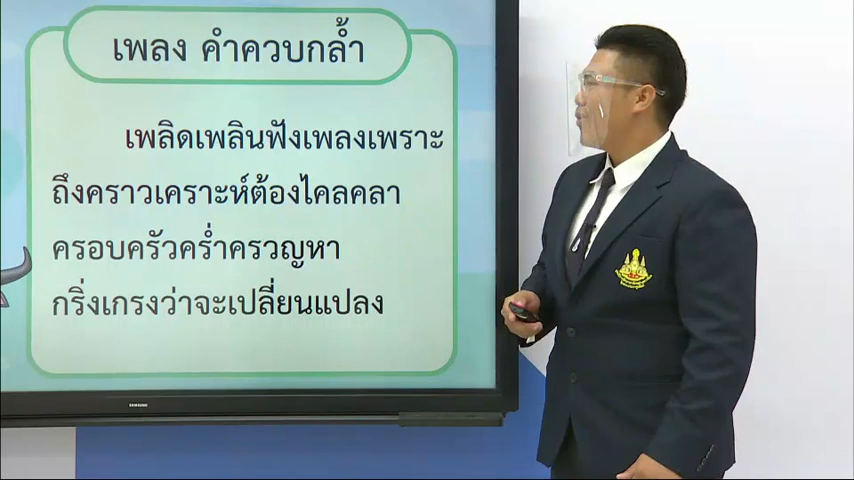 เพลง คำควบกล้ำ
เพลิดเพลินฟังเพลงเพราะ
ถึงคราวเคราะห์ต้องไคลคลา
ครอบครัวคร่ำครวญหา
กริ่งเกรงว่าจะเปลี่ยนแปลง
SAMSUNG